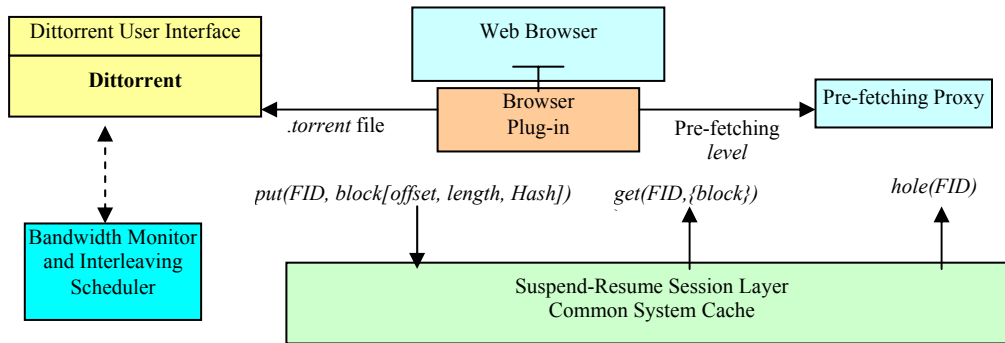 Dittorrent User Interface
Dittorrent
Web Browser
Browser
Plug-in
Pre-fetching Proxy
.torrent file
Pre-fetching
level
put(FID, block[offset, length, Hash])
get(FID,{block})
hole(FID)
Bandwidth Monitor
and Interleaving
Scheduler
Suspend-Resume Session Layer
Common System Cache